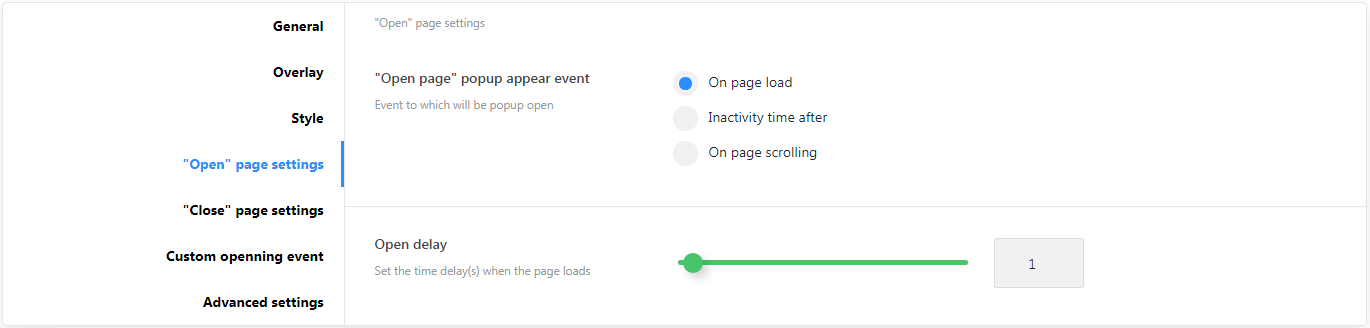 General
Overlay
Style
"Open" page settings
"Close" page settings
Custom openning event
Advanced settings
"Open" page settings
"Open page" popup appear event
Event to which will be popup open
On page load
Inactivity time after
On page scrolling
Open delay
Set the time delay(s) when the page loads
1